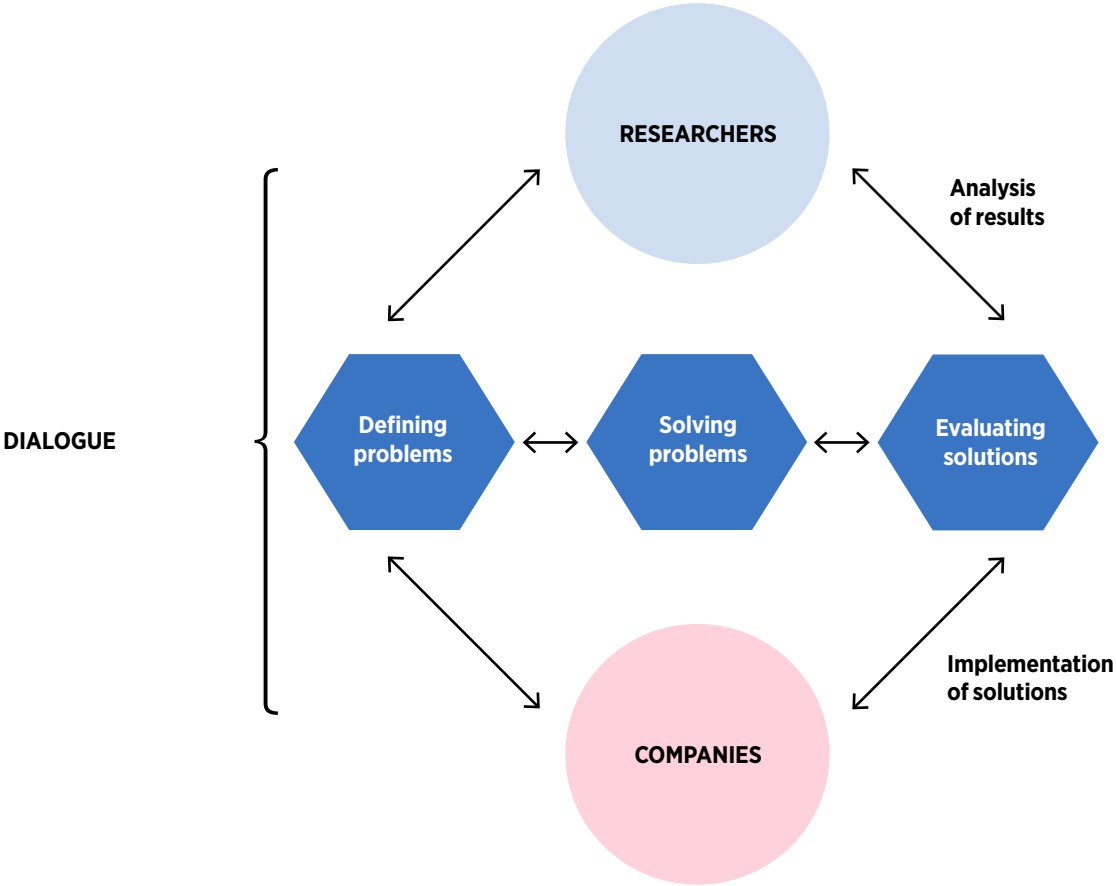 RESEARCHERS
Analysis
of results
DIALOGUE
Defining
problems
Solving
problems
Evaluating
solutions
Implementation
of solutions
COMPANIES